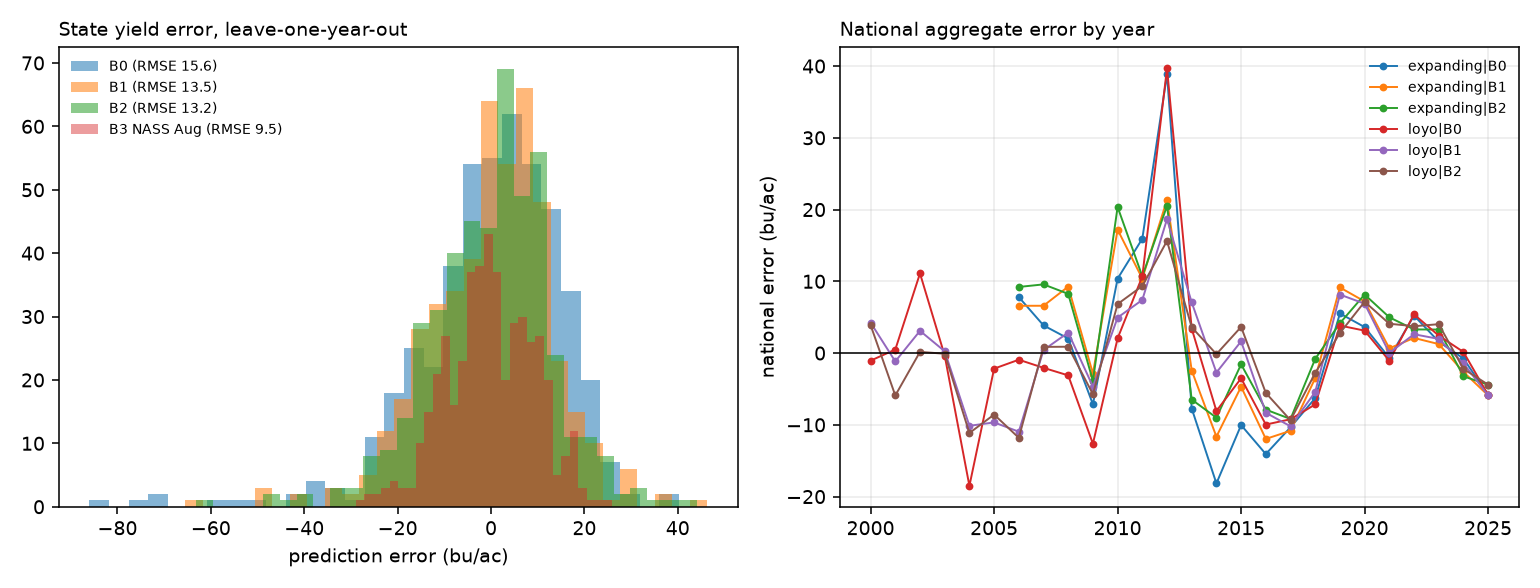 State yield error, leave-one-year-out
70
60
50
40
30
20
10
0
B0 (RMSE 15.6)
B1 (RMSE 13.5)
B2 (RMSE 13.2)
B3 NASS Aug (RMSE 9.5)
−80
−60
−40
−20
0
20
40
prediction error (bu/ac)
National aggregate error by year
national error (bu/ac)
40
30
20
10
0
−10
−20
expanding|B0
expanding|B1
expanding|B2
loyo|B0
loyo|B1
loyo|B2
2000
2005
2010
2015
2020
2025